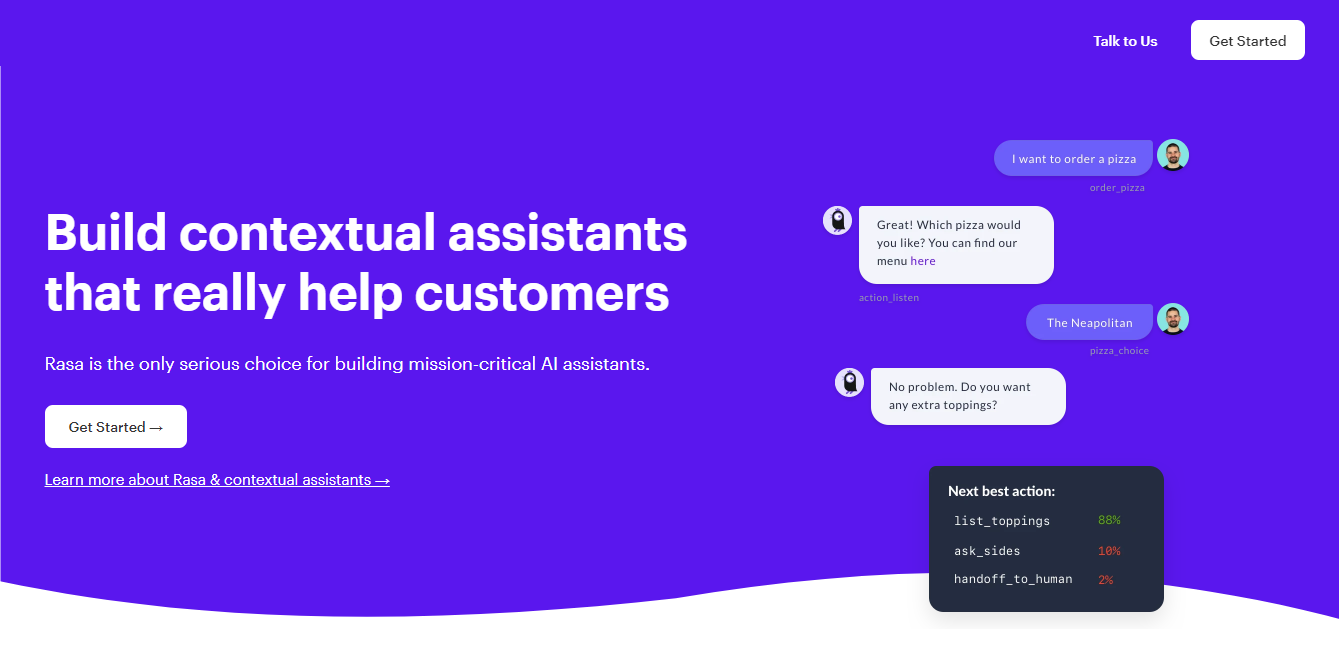 Talk to Us
Get Started
Build contextual assistants
that really help customers
Rasa is the only serious choice for building mission-critical AI assistants.
Get Started →
Learn more about Rasa & contextual assistants →
I want to order a pizza
order_pizza
Great! Which pizza would
you like? You can find our
menu here
action_listen
The Neapolitan
pizza_choice
No problem. Do you want
any extra toppings?
Next best action:
list_toppings 88%
ask_sides 10%
handoff_to_human 2%